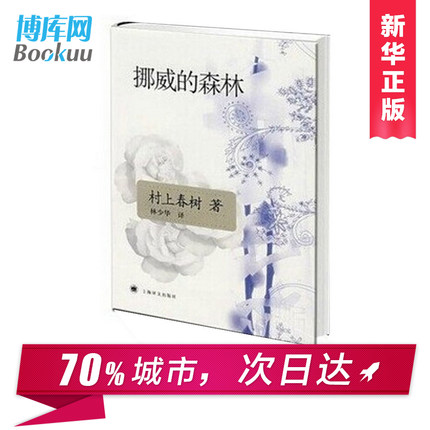 博库网
Bookuu
新华正版
挪威的森林
村上春树 著
林少华 译
上海译文出版社
70%城市，次日达